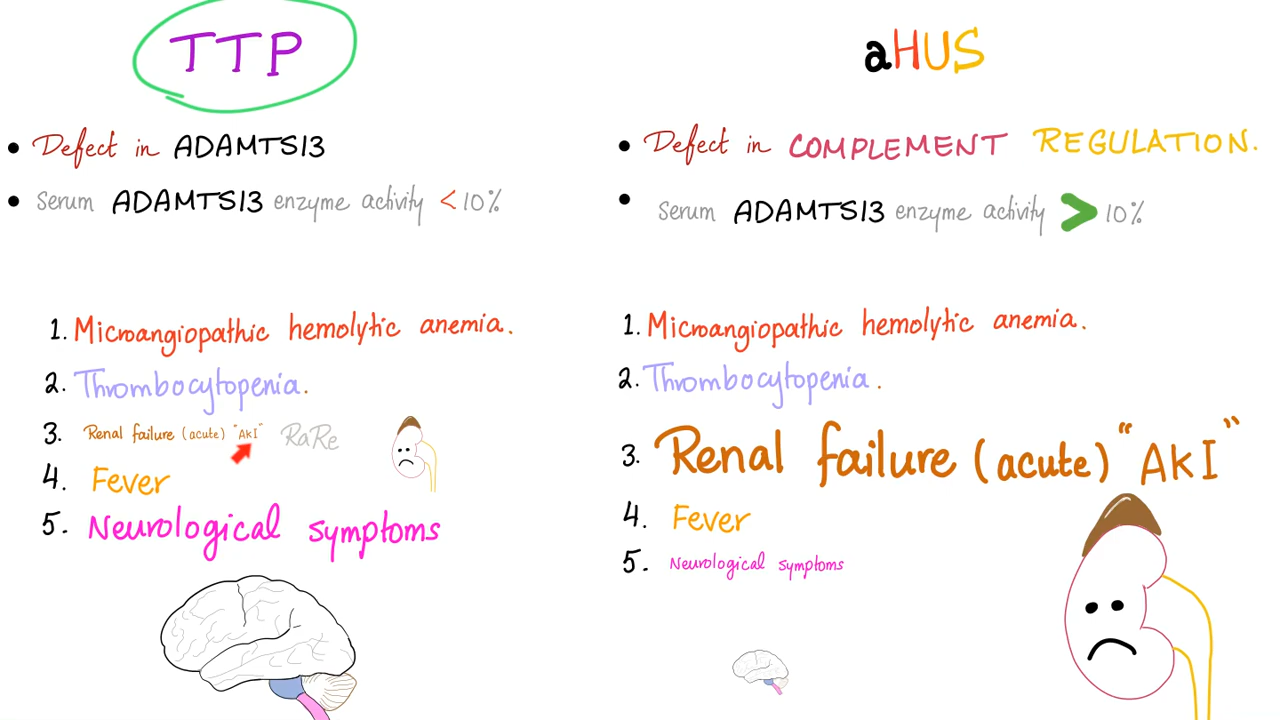 TTP
• Defect in ADAMTS13
• Serum ADAMTS13 enzyme activity < 10%
1. Microangiopathic hemolytic anemia.
2. Thrombocytopenia.
3. Renal failure (acute) "AkI" RaRe
4. Fever
5. Neurological symptoms
aHUS
• Defect in COMPLEMENT REGULATION.
• Serum ADAMTS13 enzyme activity > 10%
1. Microangiopathic hemolytic anemia.
2. Thrombocytopenia.
3. Renal failure (acute) "AkI"
4. Fever
5. Neurological symptoms